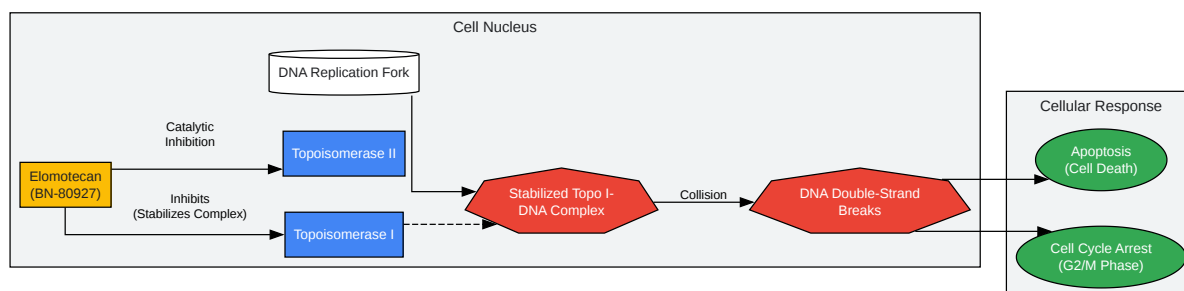 Cell Nucleus
DNA Replication Fork
Catalytic
Inhibition
Topoisomerase II
Elomotecan
(BN-80927)
Inhibits
(Stabilizes Complex)
Topoisomerase I
Stabilized Topo I-
DNA Complex
Collision
DNA Double-Strand
Breaks
Cellular Response
Apoptosis
(Cell Death)
Cell Cycle Arrest
(G2/M Phase)